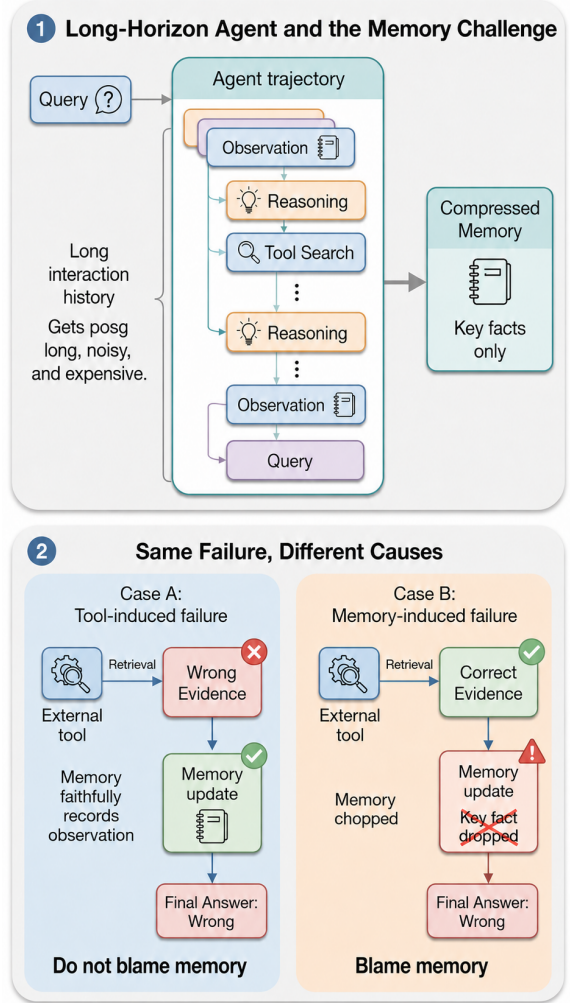 1 Long-Horizon Agent and the Memory Challenge
Query ?
Agent trajectory
Observation
Reasoning
Tool Search
Reasoning
Observation
Query
Long
interaction
history
Gets posg
long, noisy,
and expensive.
Compressed
Memory
Key facts
only
2 Same Failure, Different Causes
Case A:
Tool-induced failure
External
tool
Retrieval
Wrong
Evidence
Memory
faithfully
records
observation
Memory
update
Final Answer:
Wrong
Do not blame memory
Case B:
Memory-induced failure
External
tool
Retrieval
Correct
Evidence
Memory
chopped
Memory
update
Key fact
dropped
Final Answer:
Wrong
Blame memory